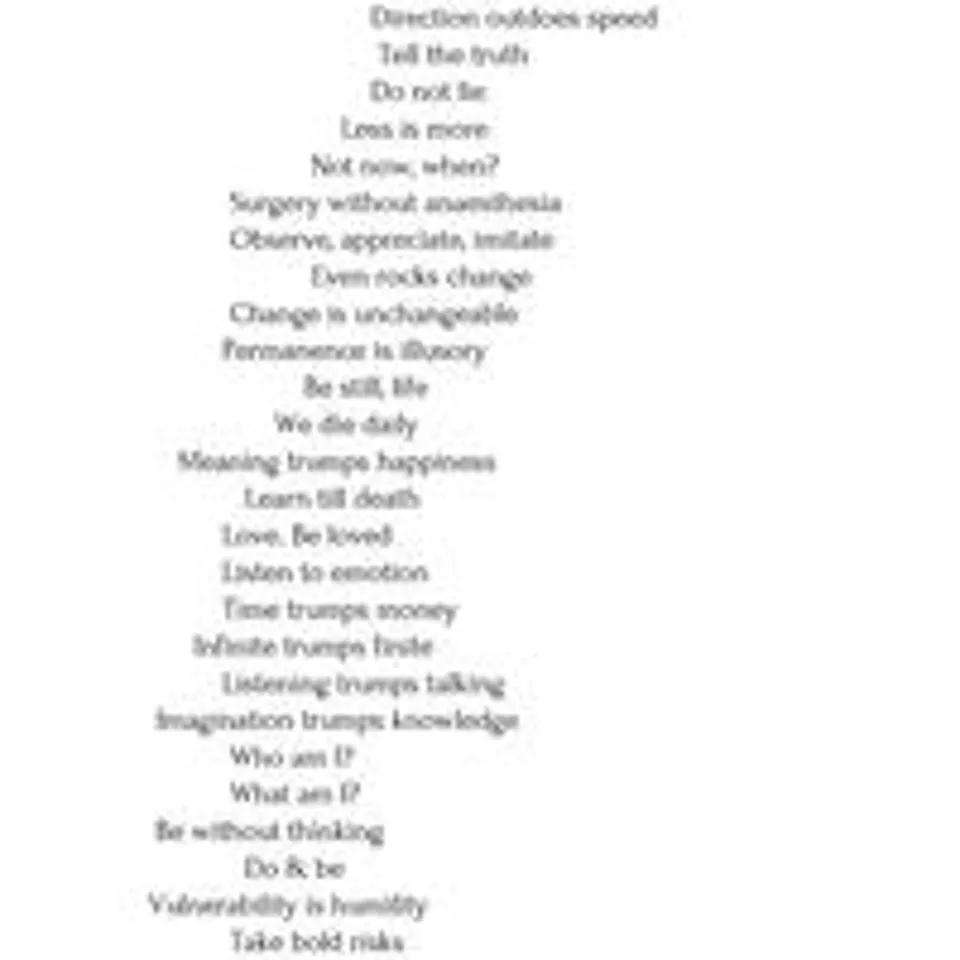 Direction outdoes speed
Tell the truth
Do not lie
Less is more
Not now, when?
Surgery without anaesthesia
Observe, appreciate, imitate
Even rocks change
Change is unchangeable
Permanence is illusory
Be still, life
We die daily
Meaning trumps happiness
Learn till death
Love. Be loved
Listen to emotion
Time trumps money
Infinite trumps finite
Listening trumps talking
Imagination trumps knowledge
Who am I?
What am I?
Be without thinking
Do & be
Vulnerability is humility
Take bold risks